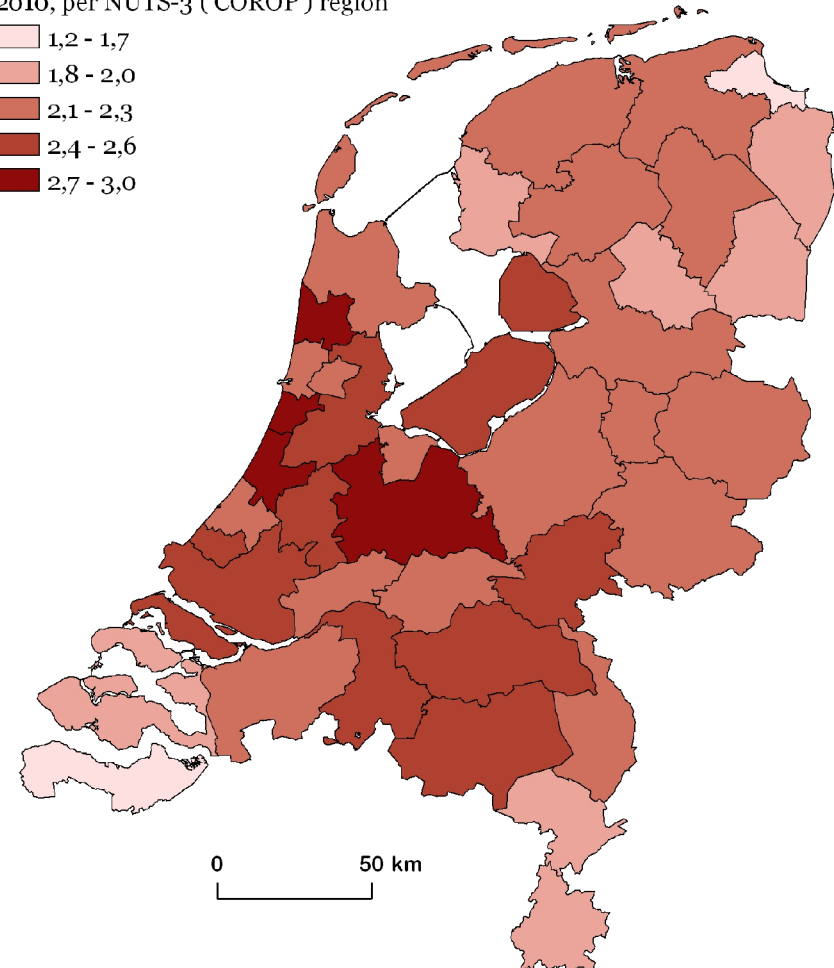 2010, per NUTS-3 ( COROP ) region
1,2 - 1,7
1,8 - 2,0
2,1 - 2,3
2,4 - 2,6
2,7 - 3,0
0 50 km